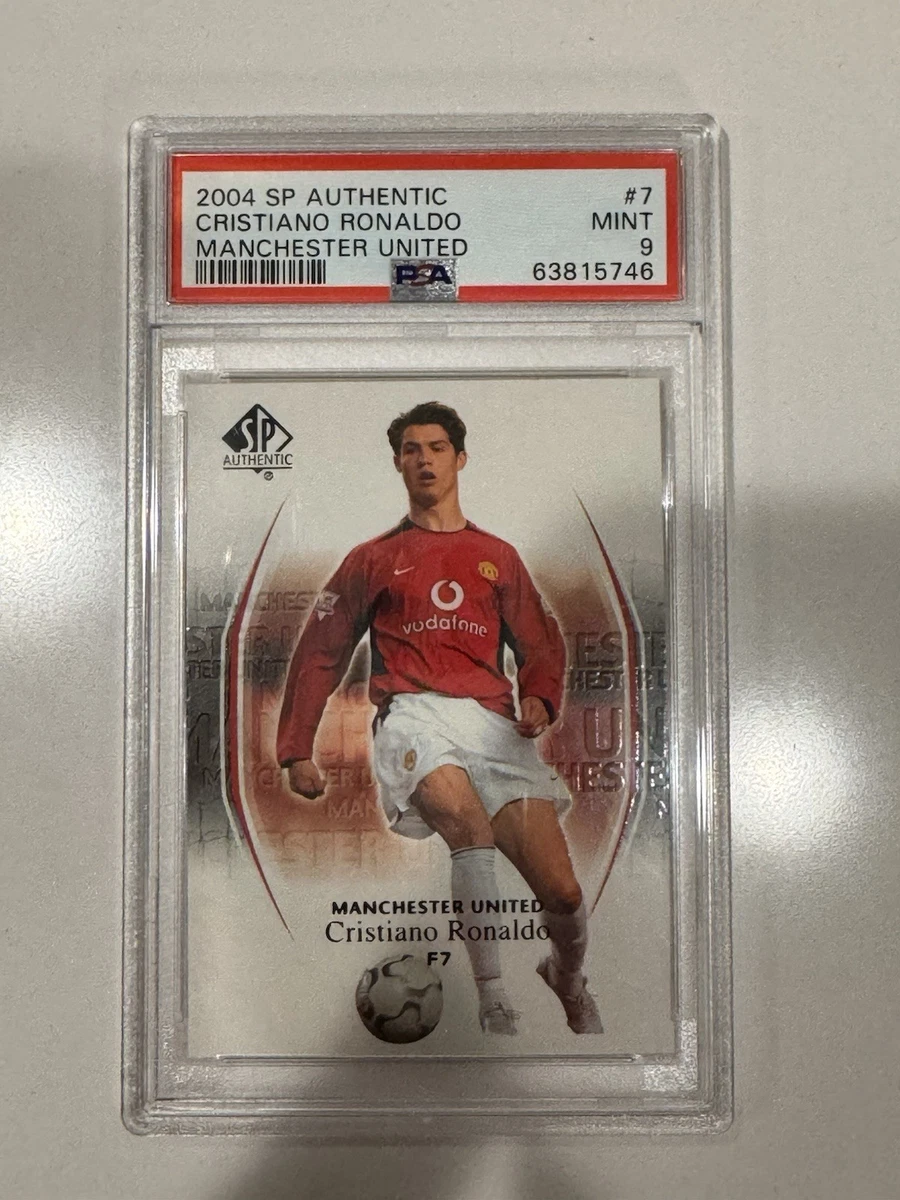 2004 SP AUTHENTIC #7
CRISTIANO RONALDO MINT
MANCHESTER UNITED 9
PSA 63815746
SP
AUTHENTIC
vodafone
MANCHESTER UNITED
Cristiano Ronaldo
F7